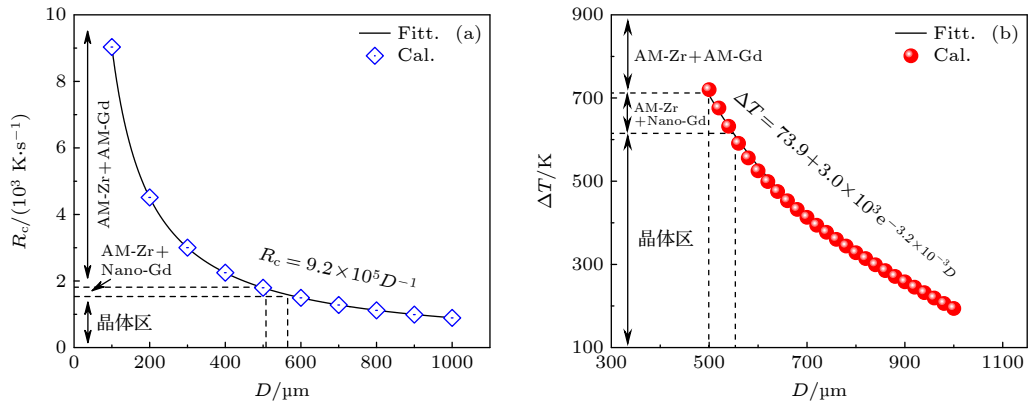 10
8
6
4
2
0
0
200
400
600
800
1000
R_c/(10³ K·s⁻¹)
D/μm
Fitt.
(a)
Cal.
AM-Zr+AM-Gd
AM-Zr+
Nano-Gd
晶体区
R_c = 9.2×10⁵D⁻¹
900
700
500
300
100
300
500
700
900
1100
ΔT/K
D/μm
Fitt.
(b)
Cal.
AM-Zr+AM-Gd
AM-Zr
+Nano-Gd
晶体区
ΔT = 73.9+3.0×10³e^{−3.2×10⁻³D}